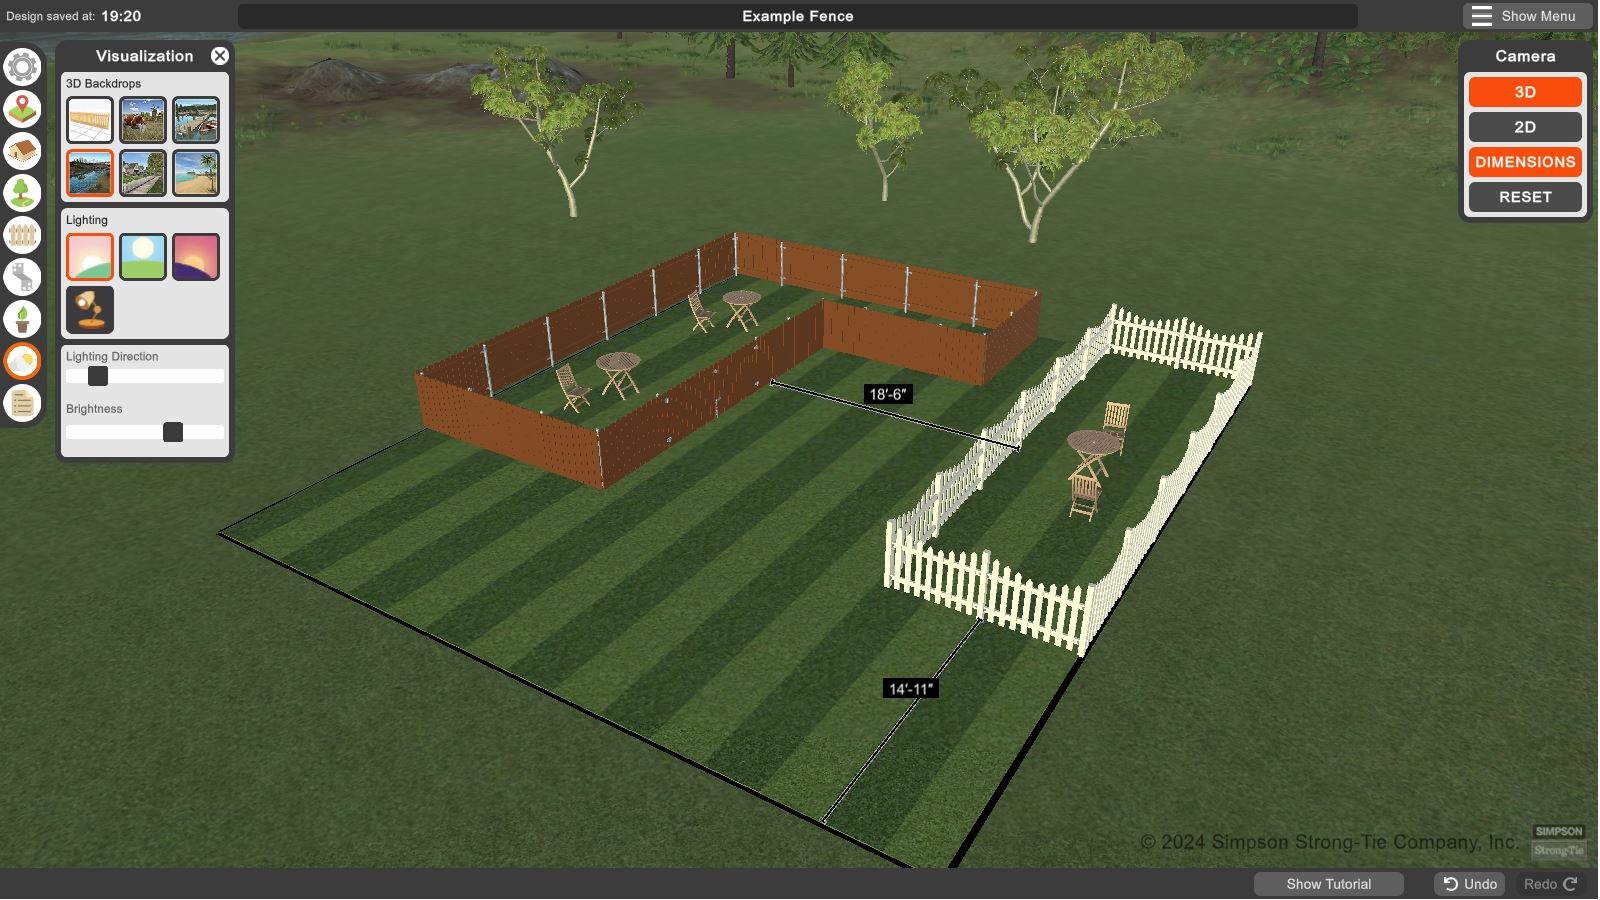 Design saved at: 19:20
Example Fence
Show Menu
Visualization
3D Backdrops
Lighting
Lighting Direction
Brightness
Camera
3D
2D
DIMENSIONS
RESET
18'-6"
14'-11"
© 2024 Simpson Strong-Tie Company, Inc.
SIMPSON
Strong-Tie
Show Tutorial
Undo
Redo